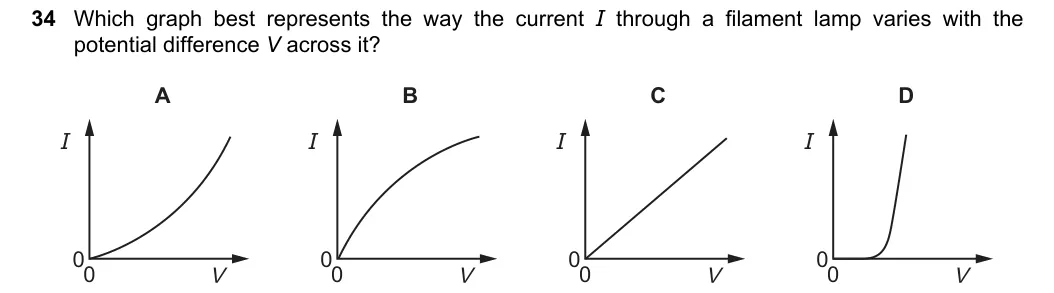 34 Which graph best represents the way the current I through a filament lamp varies with the
potential difference V across it?
A B C D
I I I I
0 0 0 0
0 V 0 V 0 V 0 V